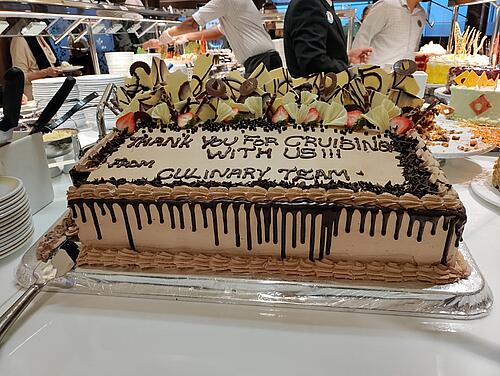 THANK YOU FOR CRUISING
WITH US!!!
FROM
CULINARY TEAM -